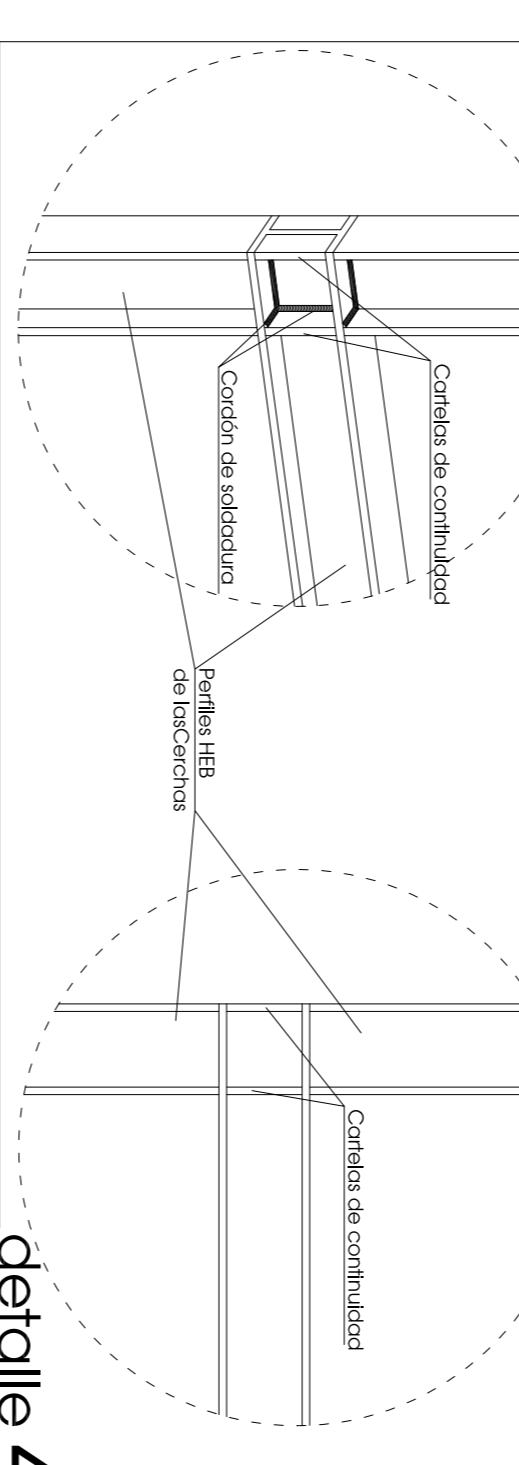 Cartelas de continuidad
Cordón de soldadura
Perfiles HEB
de lasCerchas
Cartelas de continuidad
detalle 4